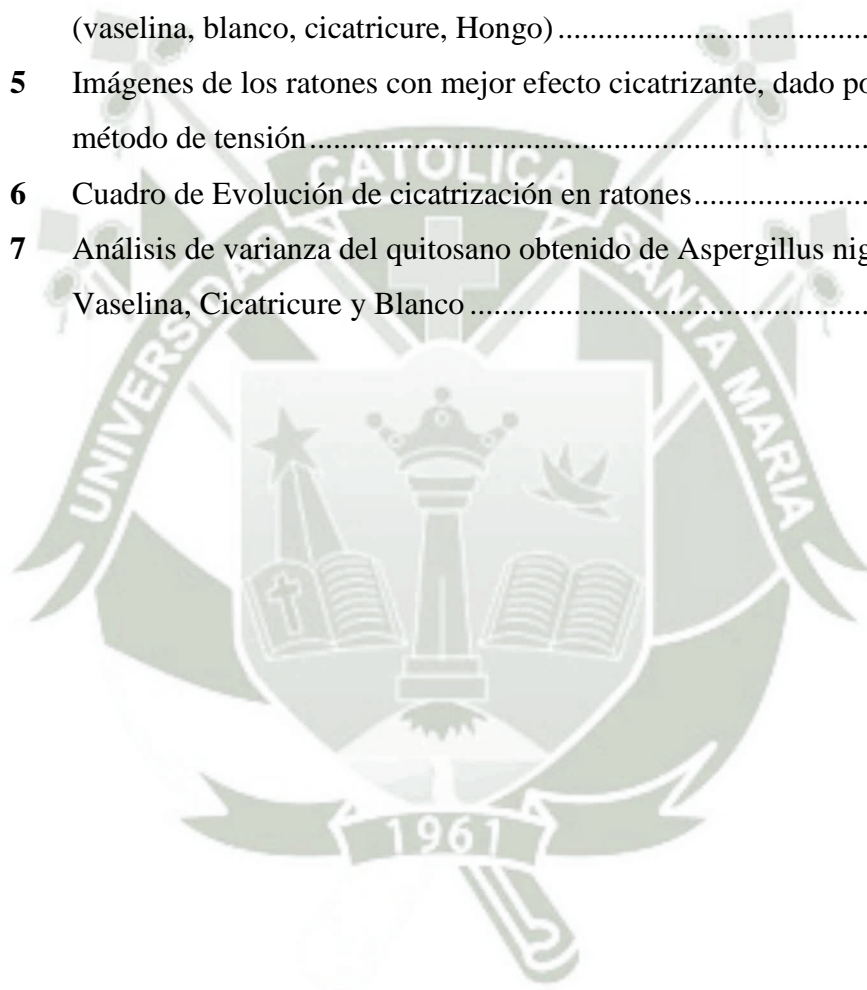 (vaselina, blanco, cicatricure, Hongo)....................................
5 Imágenes de los ratones con mejor efecto cicatrizante, dado
método de tensión....................................................................
6 Cuadro de Evolución de cicatrización en ratones.....................
7 Análisis de varianza del quitosano obtenido de Aspergillus
Vaselina, Cicatricure y Blanco................................................
UNIVERSIDAD CATOLICA SANTA MARIA
1961